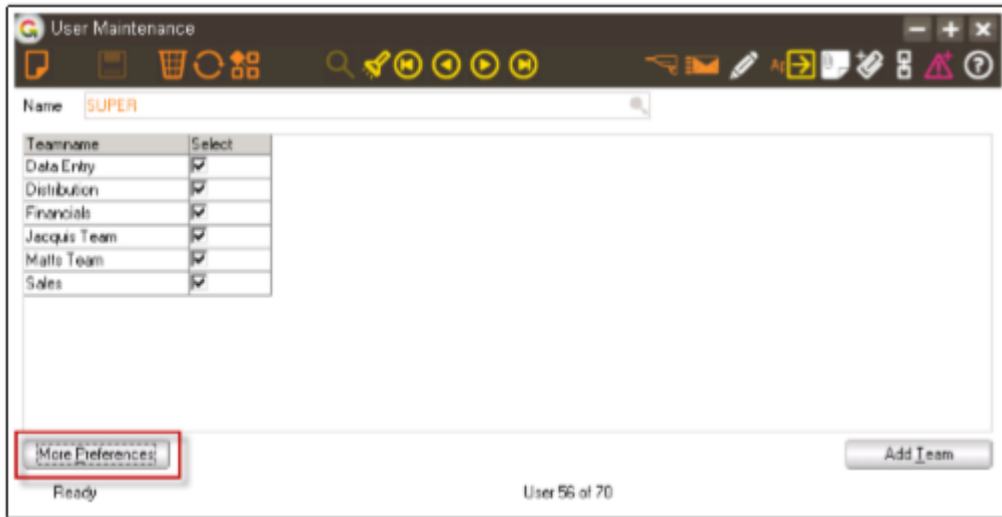 User Maintenance
Name SUPER
Teamname Select
Data Entry
Distribution
Financials
Jacquis Team
Matts Team
Sales
More Preferences
Add Team
Ready User 56 of 70